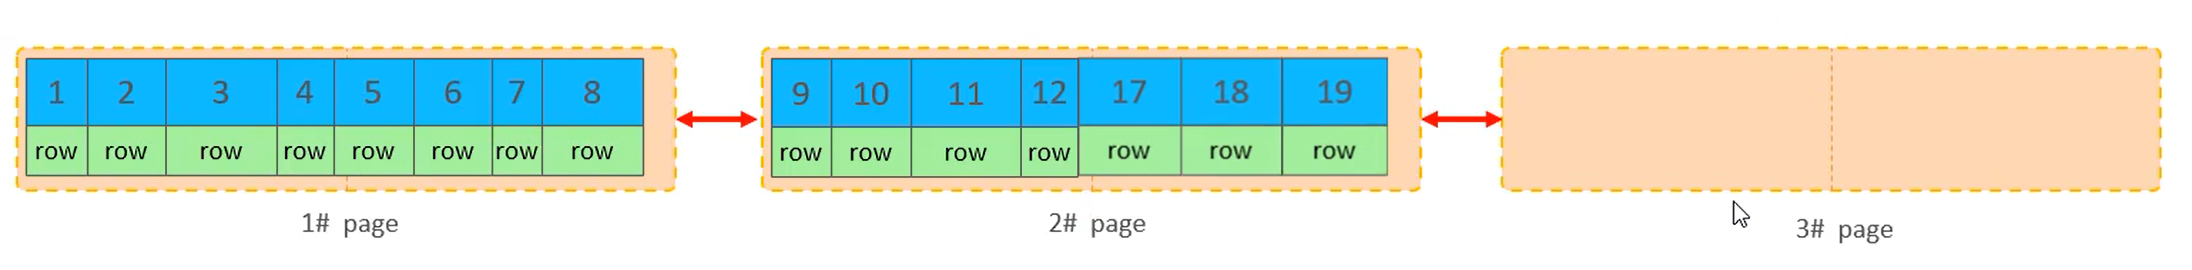 1 2 3 4 5 6 7 8
row row row row row row row row
1# page
9 10 11 12 17 18 19
row row row row row row row
2# page
3# page